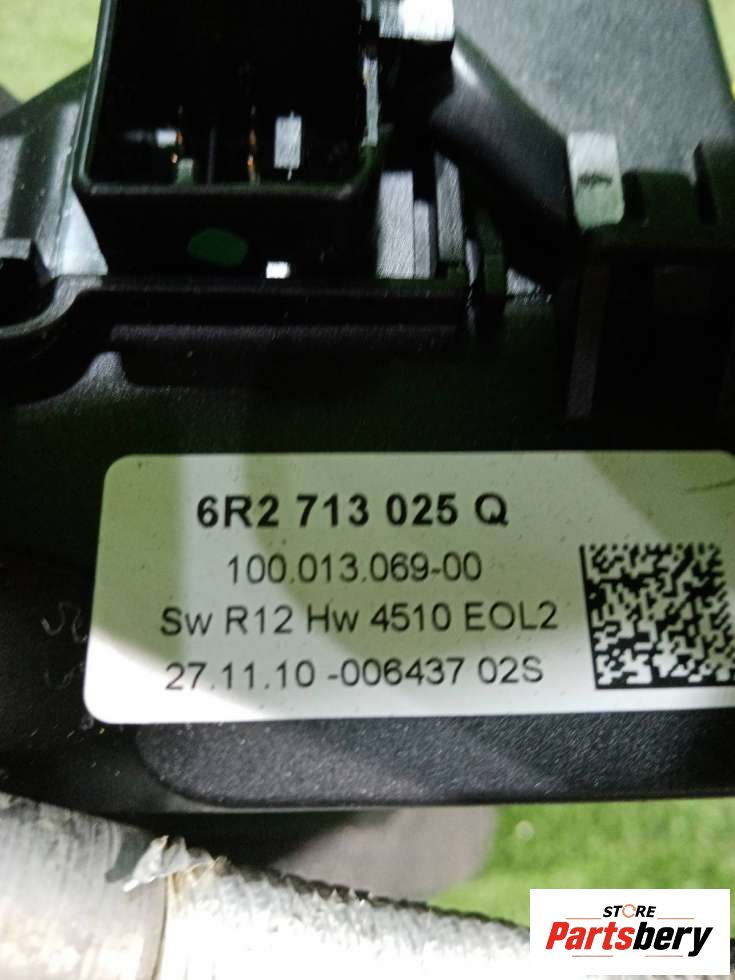 6R2 713 025 Q
100.013.069-00
Sw R12 Hw 4510 EOL2
27.11.10 -006437 02S
STORE
Partsbery